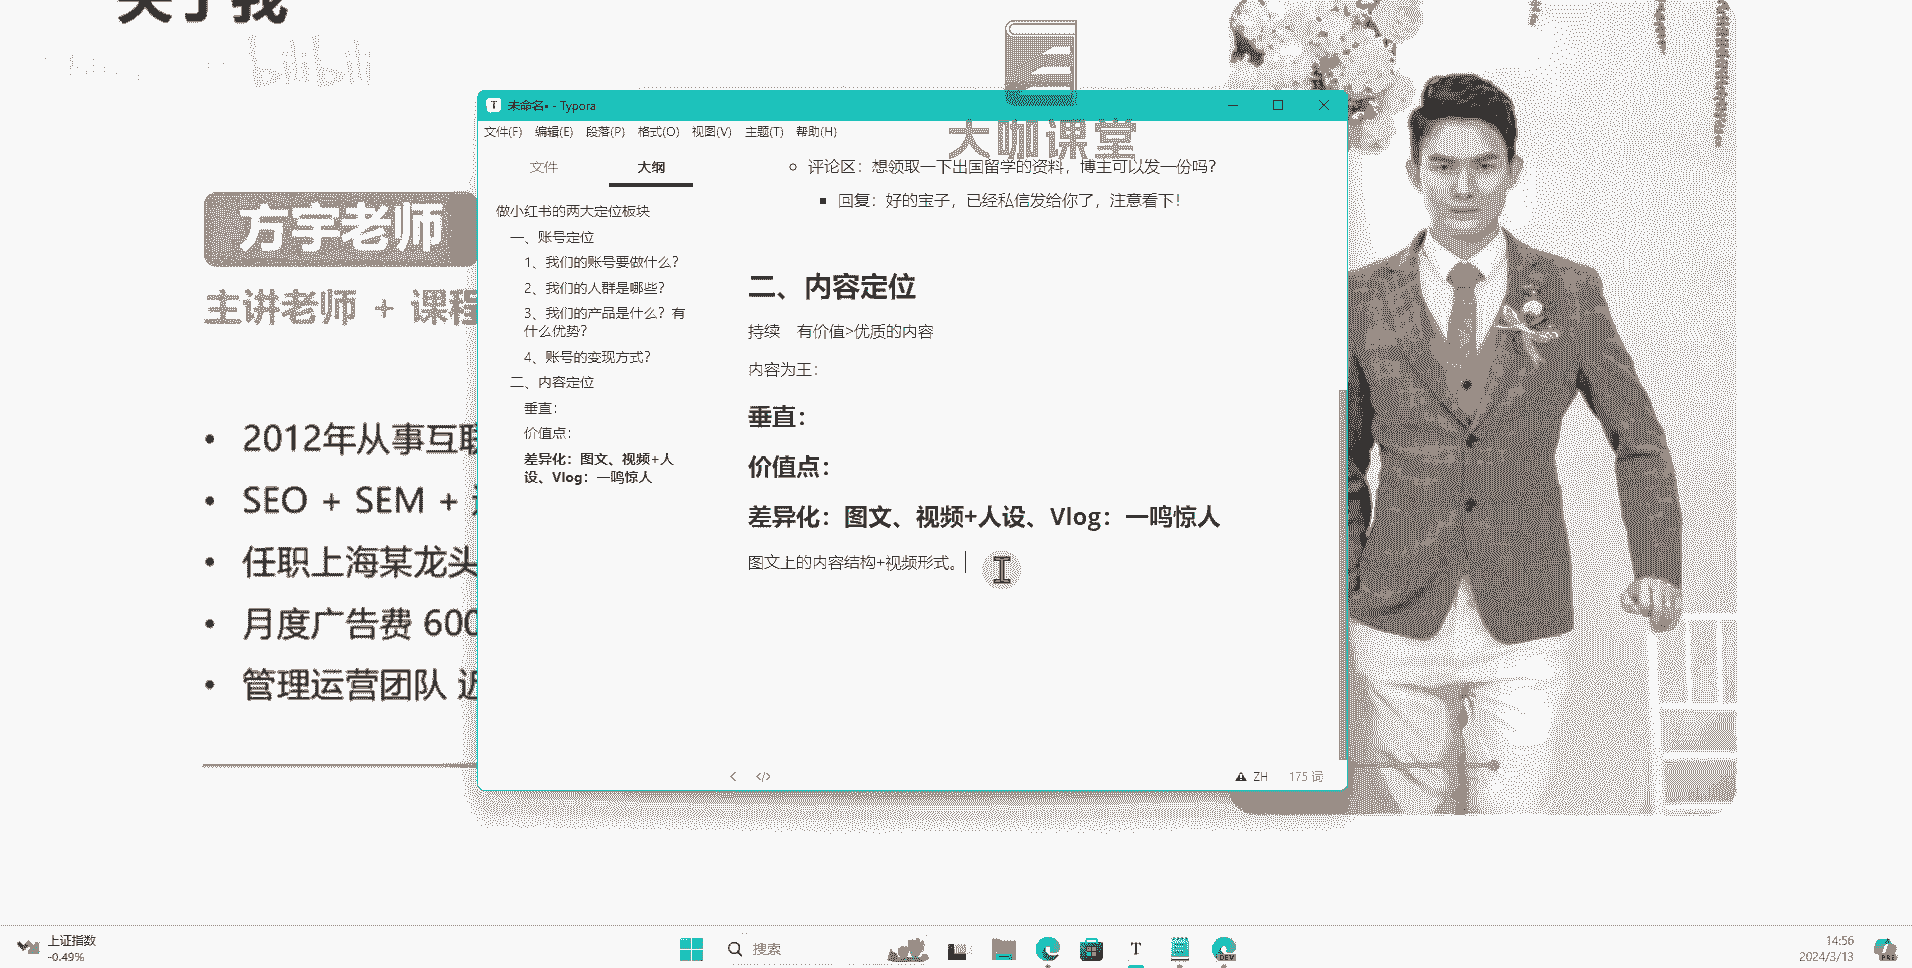 关于我
bilibili
大咖课堂
方宇老师
主讲老师 + 课程
2012年从事互联
SEO + SEM +
任职上海某龙头
月度广告费 600
管理运营团队 近
未命名• - Typora
文件(F) 编辑(E) 段落(P) 格式(O) 视图(V) 主题(T) 帮助(H)
文件 大纲
做小红书的两大定位板块
一、账号定位
1、我们的账号要做什么？
2、我们的人群是哪些？
3、我们的产品是什么？有
什么优势？
4、账号的变现方式？
二、内容定位
垂直：
价值点：
差异化：图文、视频+人
设、Vlog：一鸣惊人
评论区：想领取一下出国留学的资料，博主可以发一份吗？
回复：好的宝子，已经私信发给你了，注意看下！
二、内容定位
持续 有价值>优质的内容
内容为王：
垂直：
价值点：
差异化：图文、视频+人设、Vlog：一鸣惊人
图文上的内容结构+视频形式。
ZH 175 词
上证指数
-0.49%
搜索
T
DEV
14:56
2024/3/13
PRE